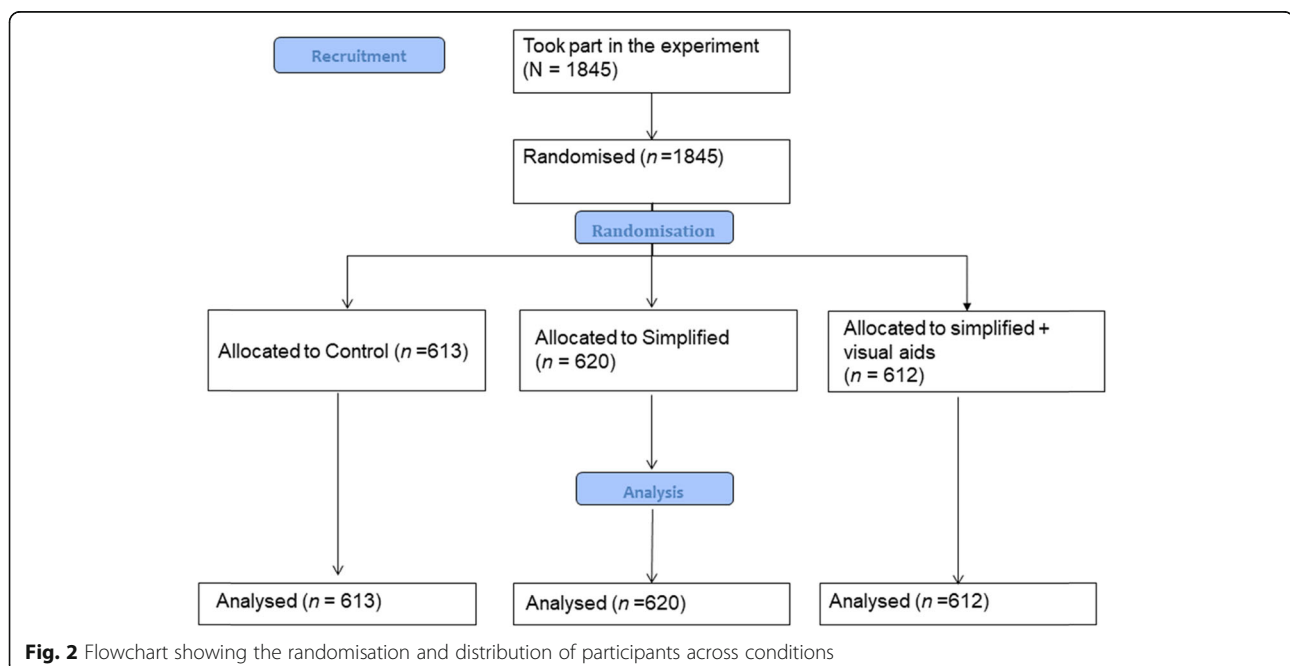 Recruitment
Took part in the experiment
(N = 1845)
Randomised (n =1845)
Randomisation
Allocated to Control (n =613)
Allocated to Simplified
(n = 620)
Allocated to simplified +
visual aids
(n = 612)
Analysis
Analysed (n = 613)
Analysed (n =620)
Analysed (n =612)
Fig. 2 Flowchart showing the randomisation and distribution of participants across conditions